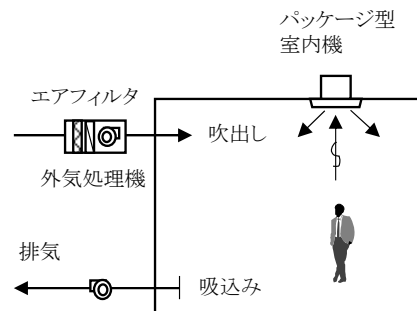 パッケージ型
室内機
エアフィルタ
吹出し
外気処理機
排気
吸込み